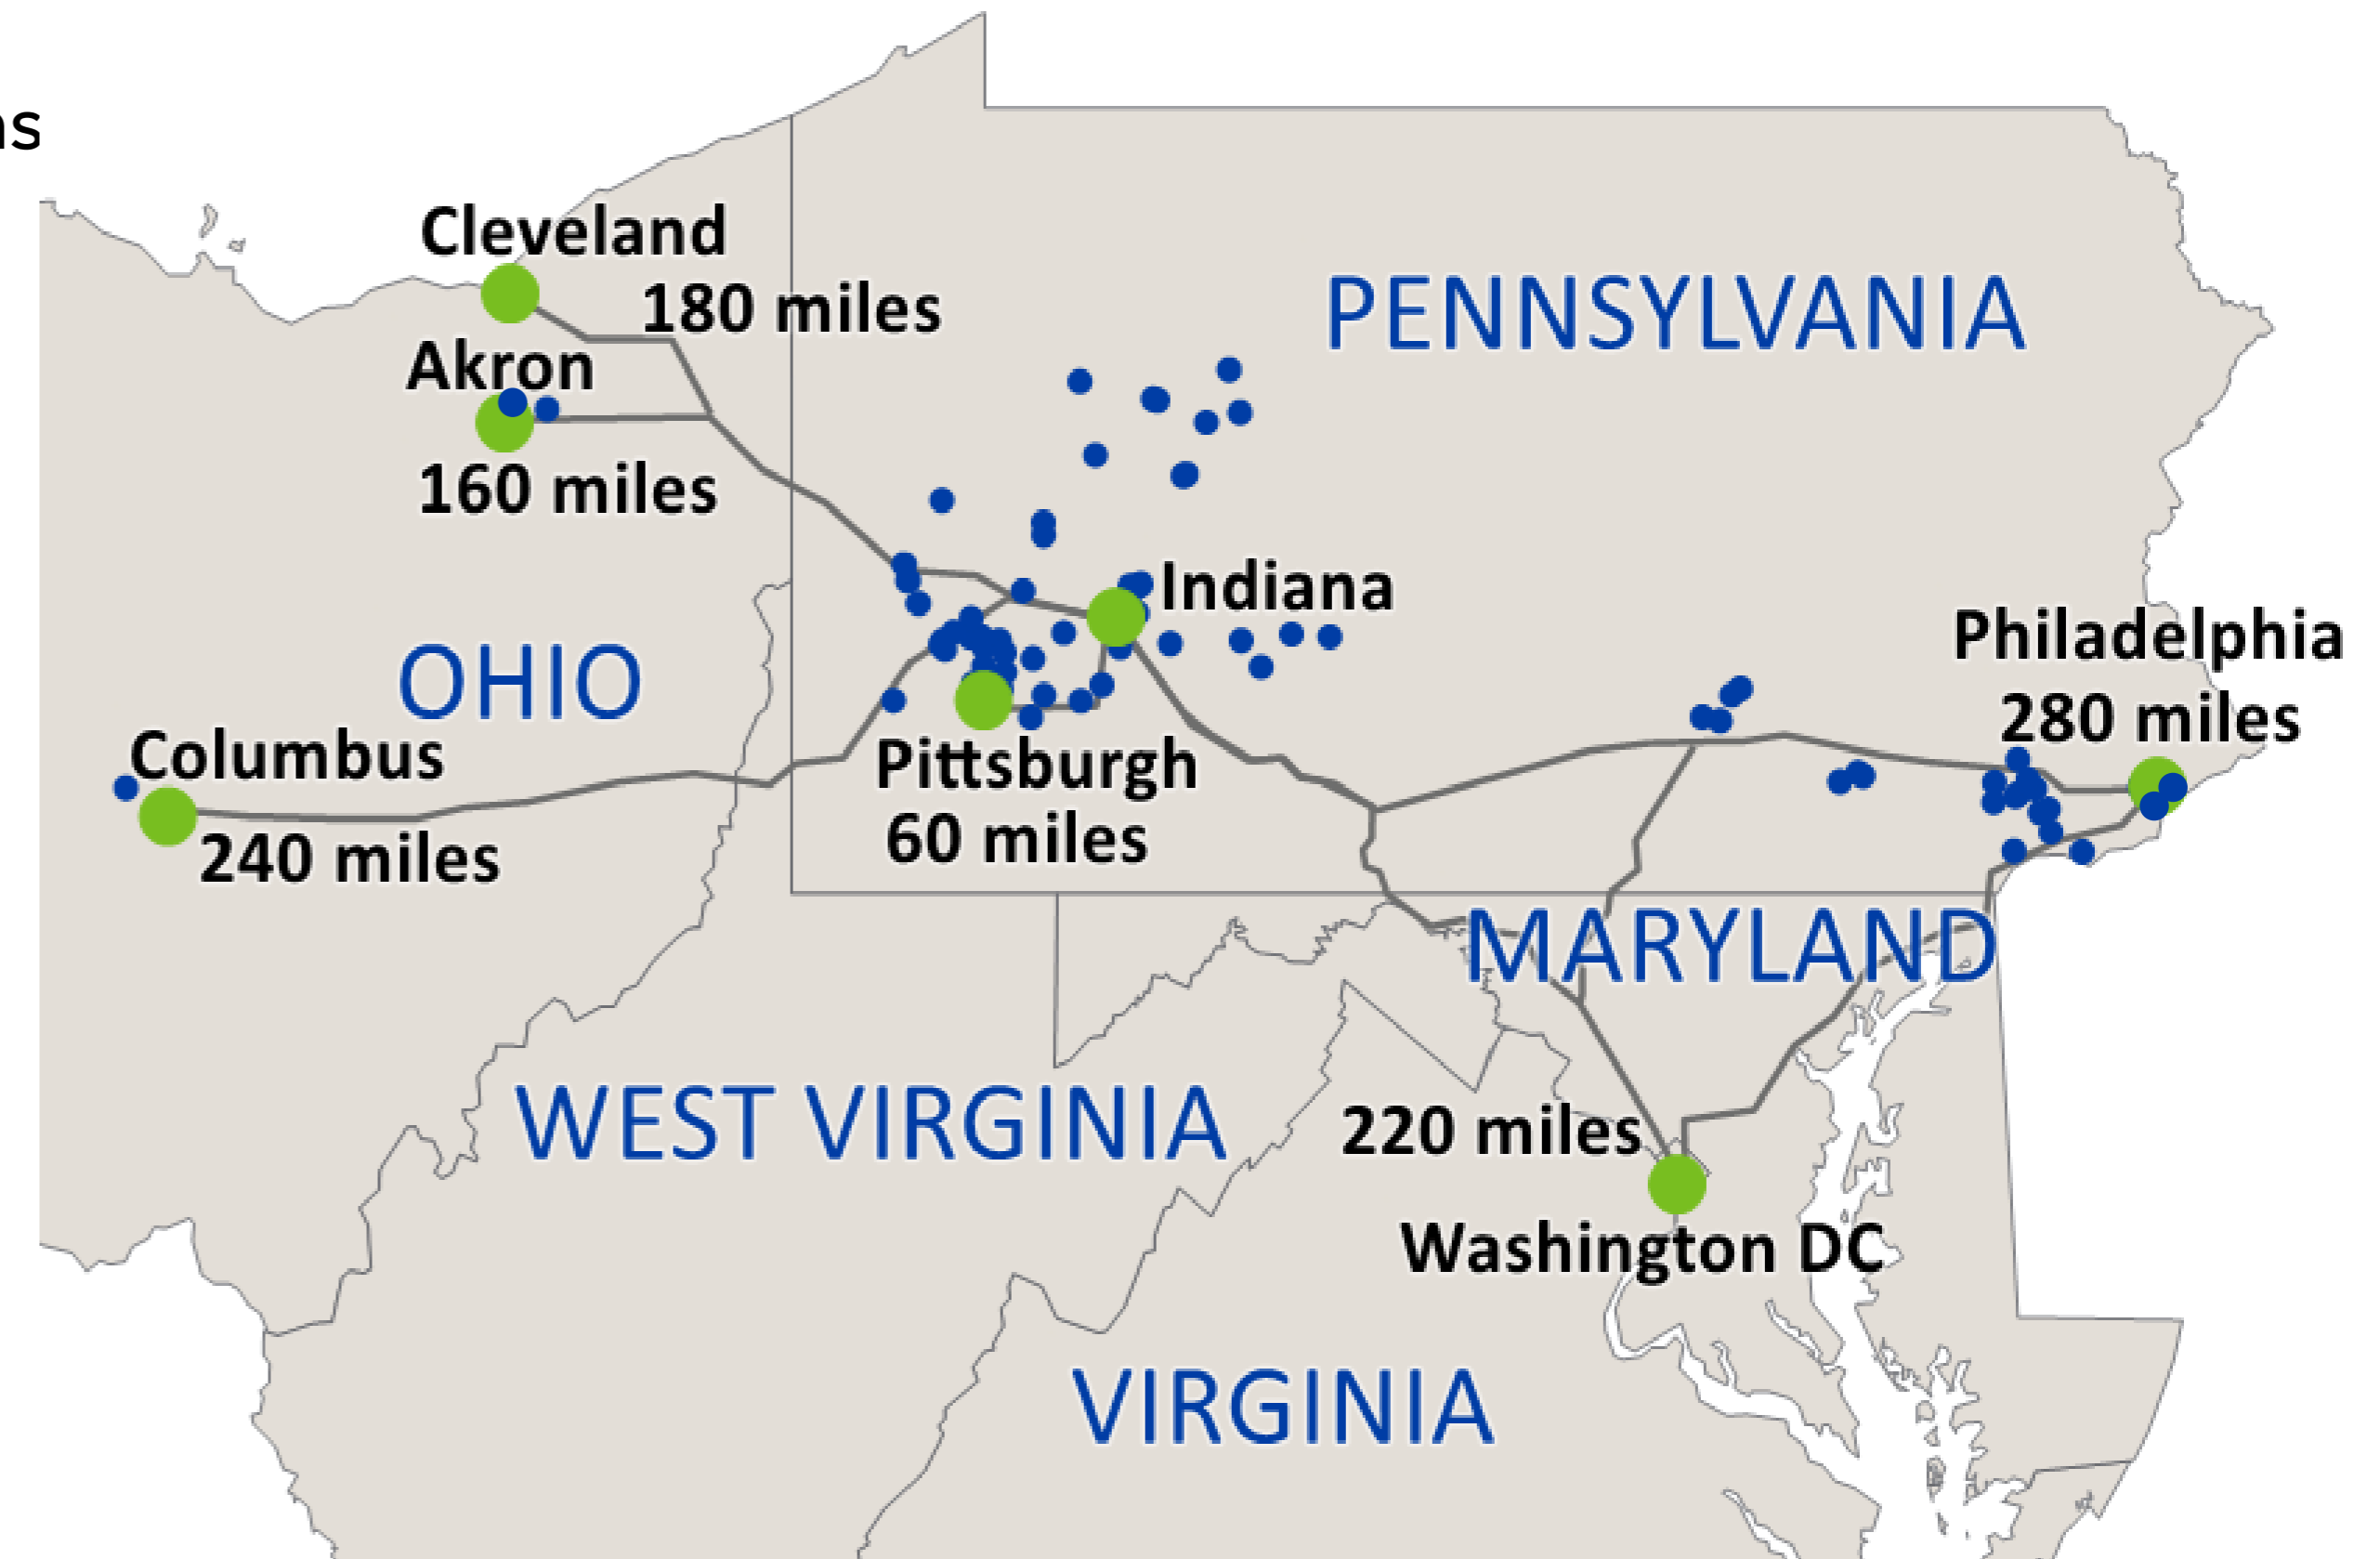 Cleveland
180 miles
PENNSYLVANIA
Akron
160 miles
Indiana
Philadelphia
280 miles
OHIO
Columbus
240 miles
Pittsburgh
60 miles
MARYLAND
WEST VIRGINIA
220 miles
Washington DC
VIRGINIA